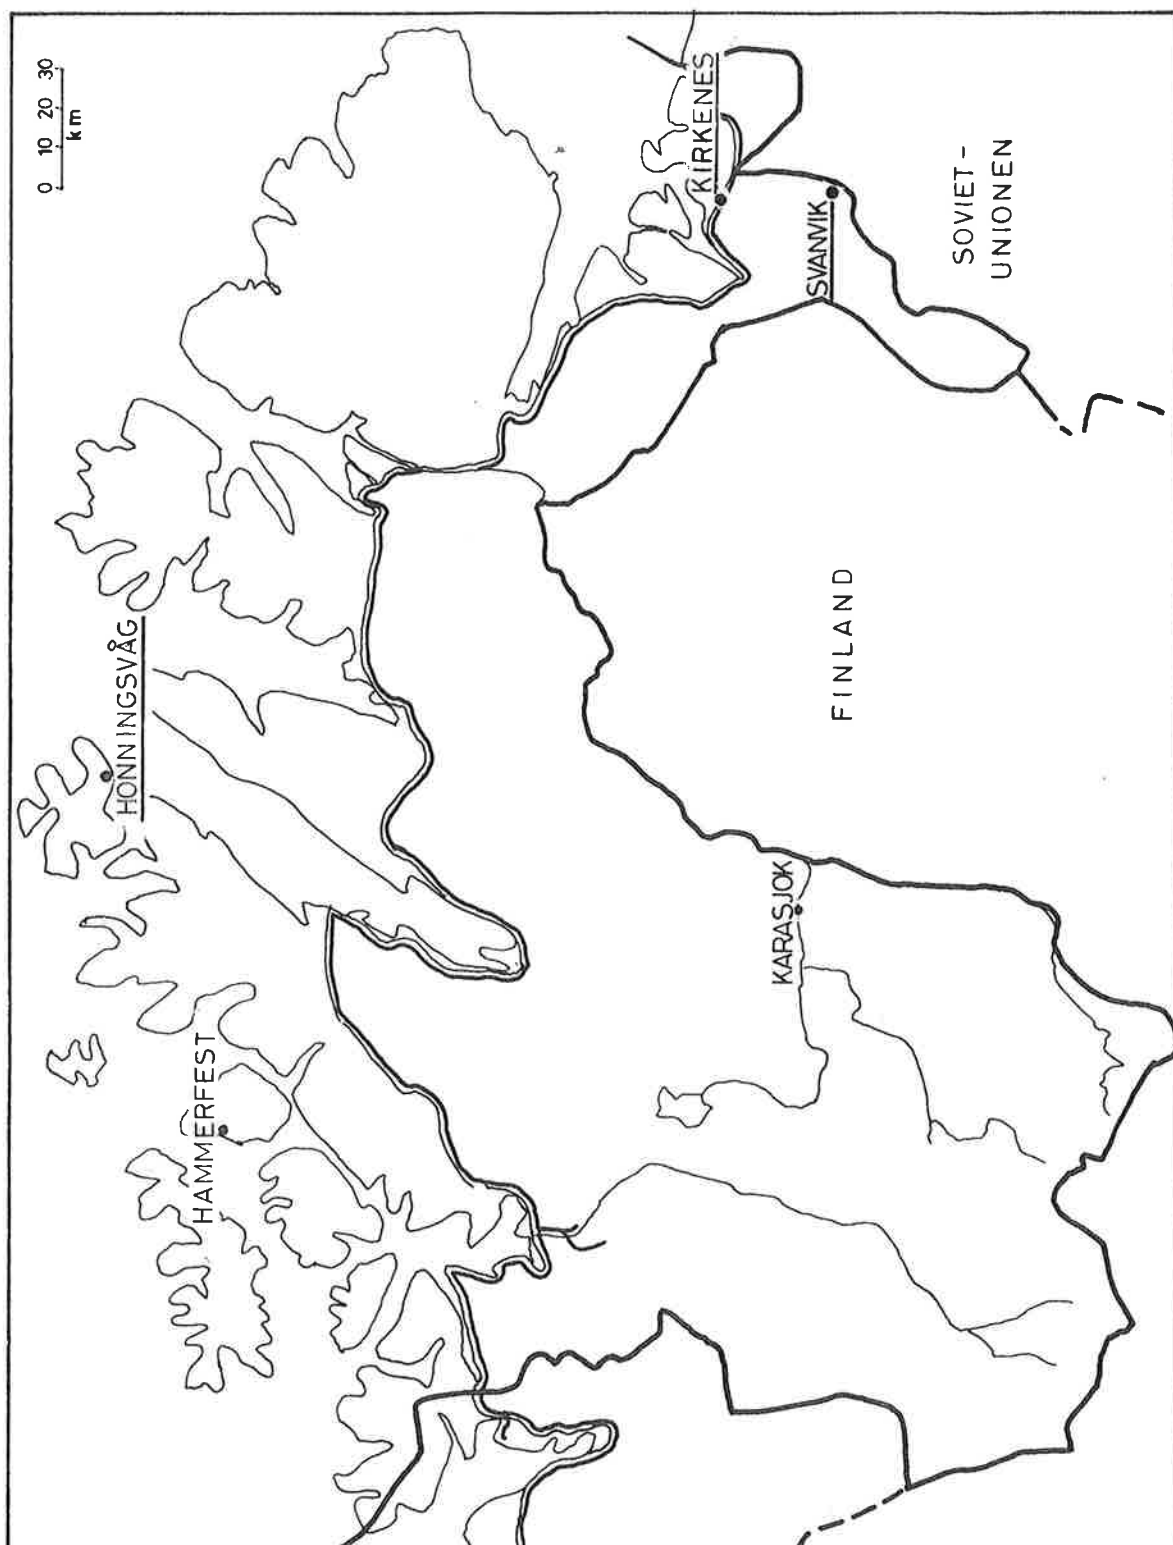 0 10 20 30
km
KIRKENES
SVANVIK
SOVIET-
UNIONEN
HONNINGSVÅG
FINLAND
HAMMERFEST
KARASJOK